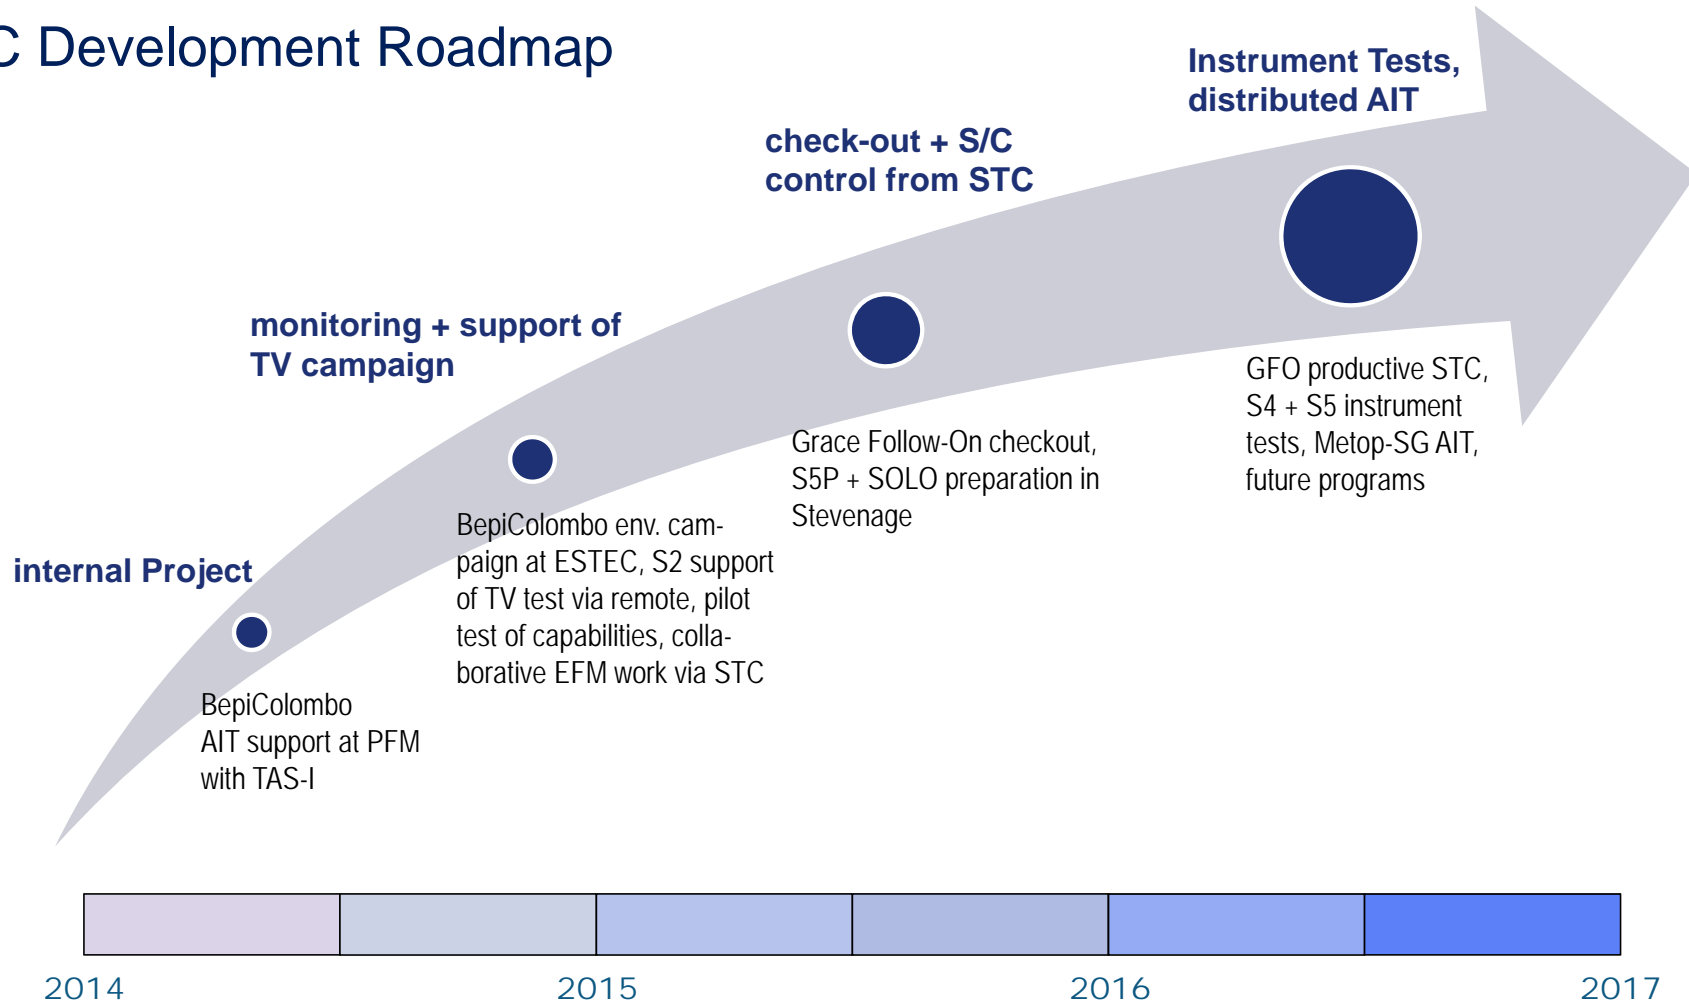 C Development Roadmap
Instrument Tests,
distributed AIT
check-out + S/C
control from STC
monitoring + support of
TV campaign
internal Project
GFO productive STC,
S4 + S5 instrument
tests, Metop-SG AIT,
future programs
Grace Follow-On checkout,
S5P + SOLO preparation in
Stevenage
BepiColombo env. cam-
paign at ESTEC, S2 support
of TV test via remote, pilot
test of capabilities, colla-
borative EFM work via STC
BepiColombo
AIT support at PFM
with TAS-I
2014
2015
2016
2017